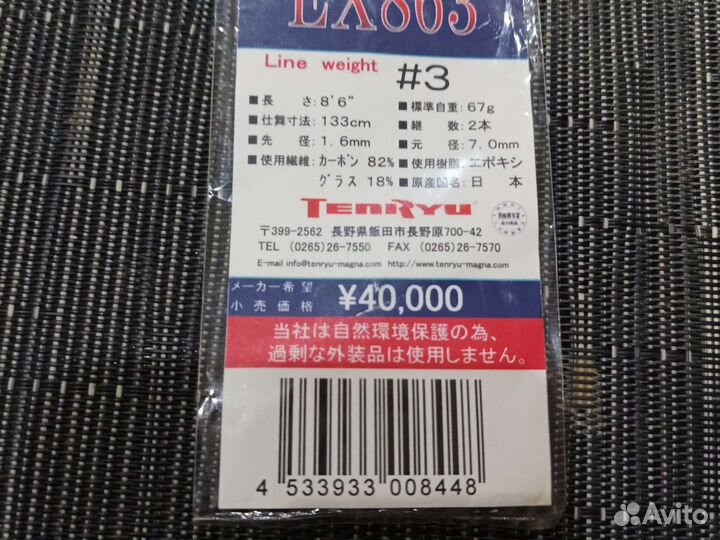 EX803
Line weight #3
■長　さ:8'6" ■標準自重:67g
■仕舞寸法:133cm ■継　数:2本
■先　径:1.6mm ■元　径:7.0mm
■使用繊維:カーボン 82% ■使用樹脂:エポキシ
グラス 18% ■原産国名:日　本
TENRYU
〒399-2562 長野県飯田市長野原700-42
TEL (0265)26-7550 FAX (0265)26-7570
E-mail info@tenryu-magna.com http://www.tenryu-magna.com
メーカー希望
小売価格 ¥40,000
当社は自然環境保護の為、
過剰な外装品は使用しません。
4 533933 008448
Avito